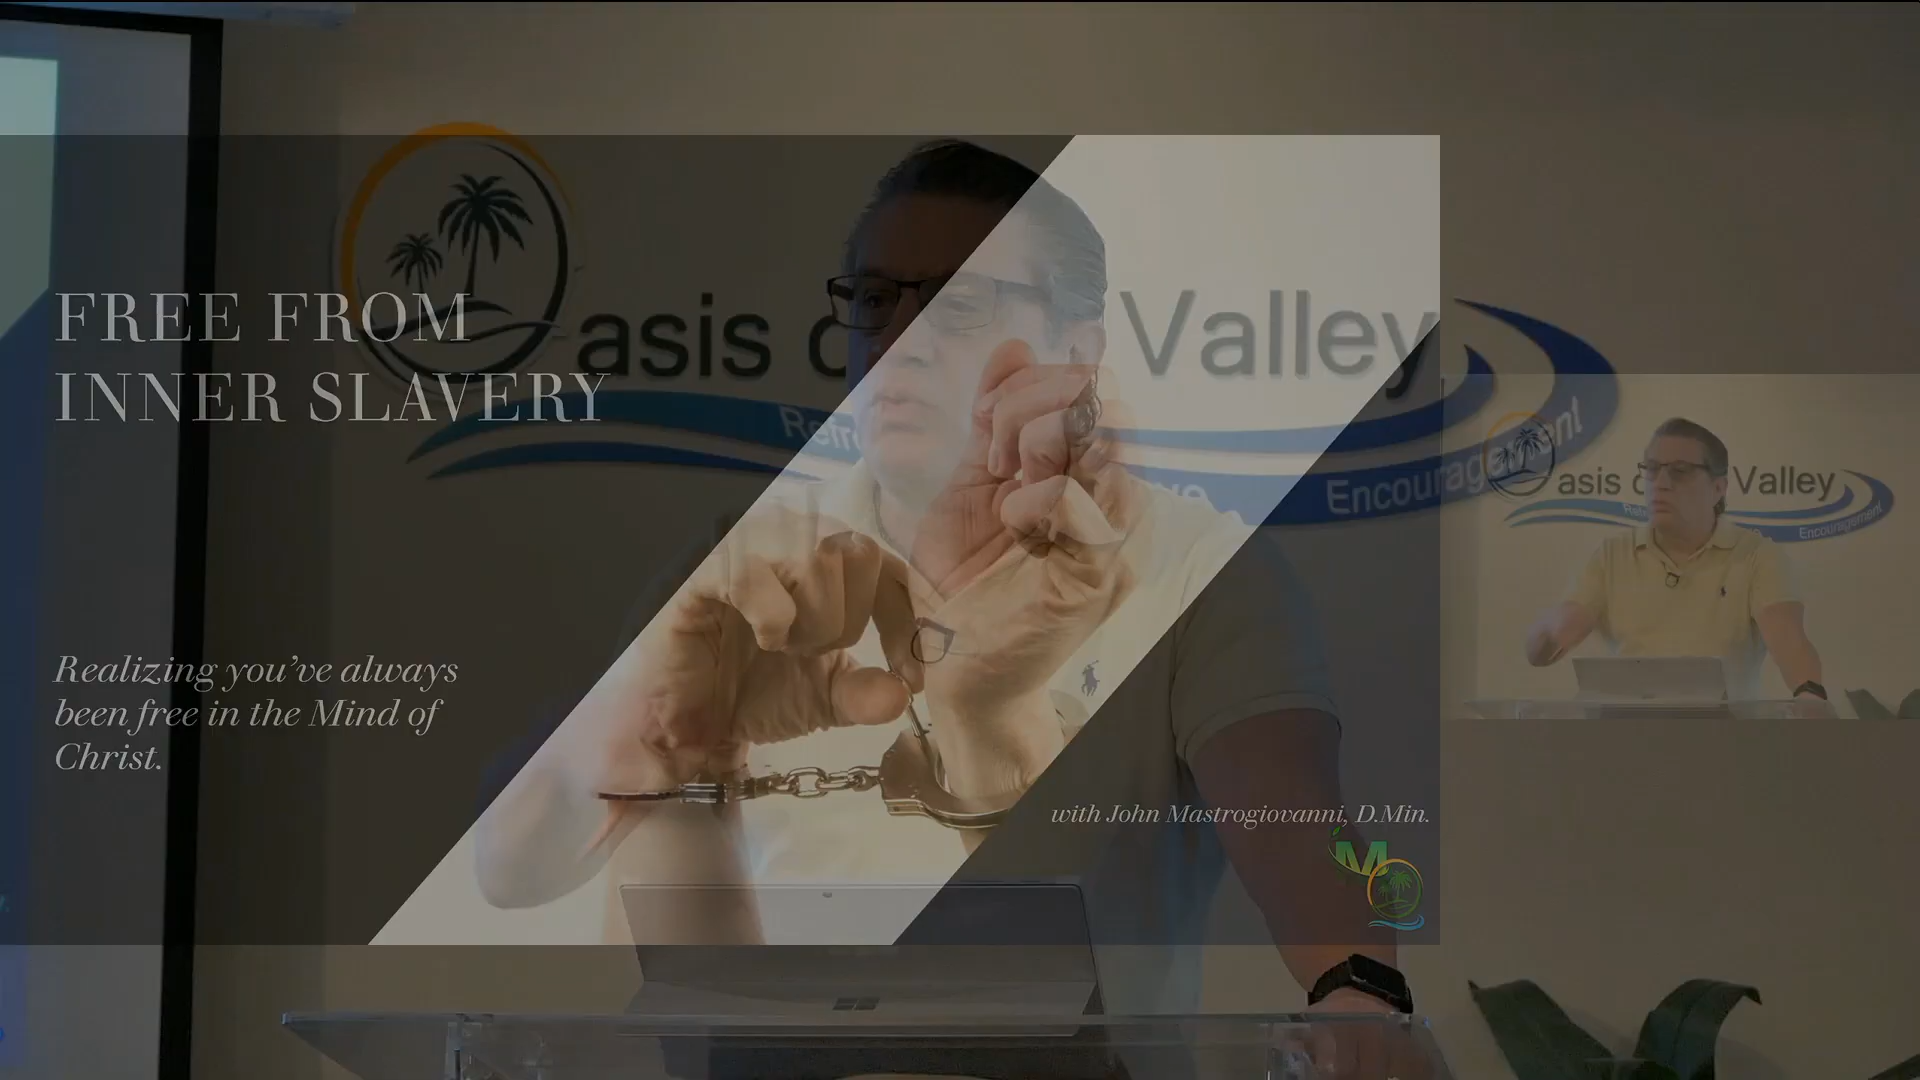 FREE FROM
INNER SLAVERY
Realizing you've always
been free in the Mind of
Christ.
with John Mastrogiovanni, D.Min.
M
asis Valley
Encouragement
asis Valley
Encouragement